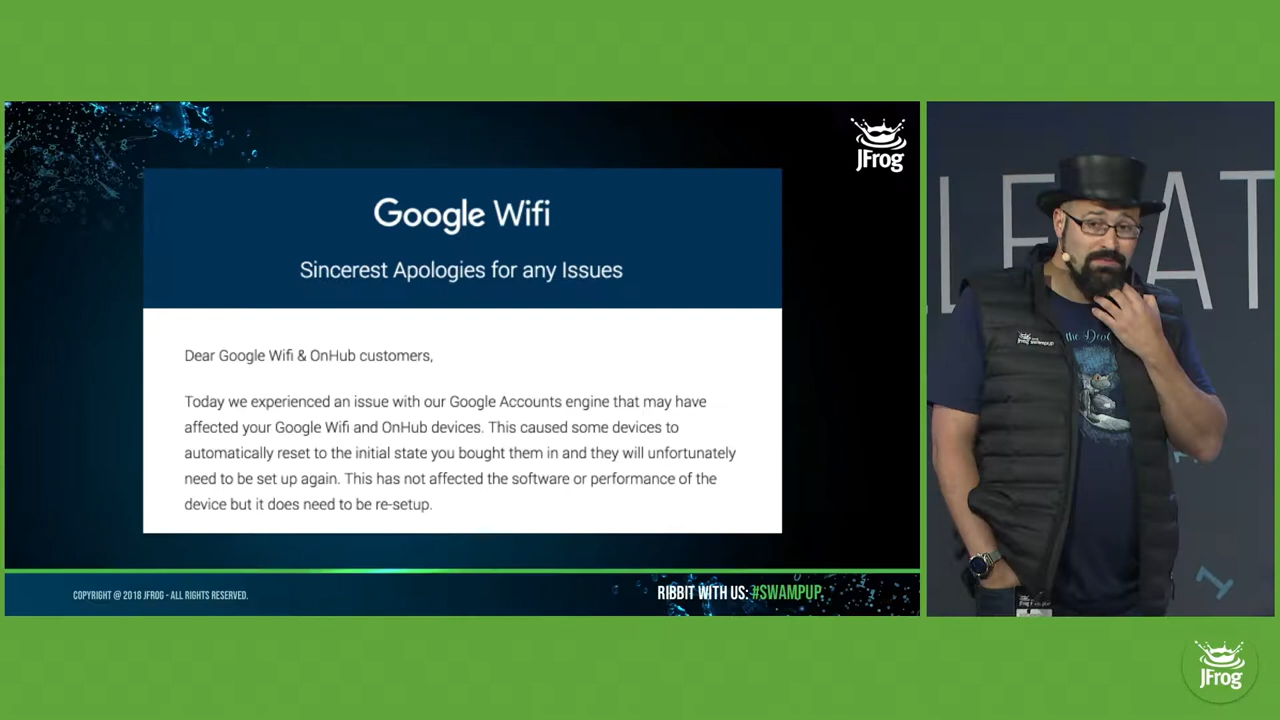 JFrog
Google Wifi
Sincerest Apologies for any Issues
Dear Google Wifi & OnHub customers,
Today we experienced an issue with our Google Accounts engine that may have
affected your Google Wifi and OnHub devices. This caused some devices to
automatically reset to the initial state you bought them in and they will unfortunately
need to be set up again. This has not affected the software or performance of the
device but it does need to be re-setup.
COPYRIGHT @ 2018 JFROG - ALL RIGHTS RESERVED.
RIBBIT WITH US: #SWAMPUP
the
JFrog swampup
JFrog